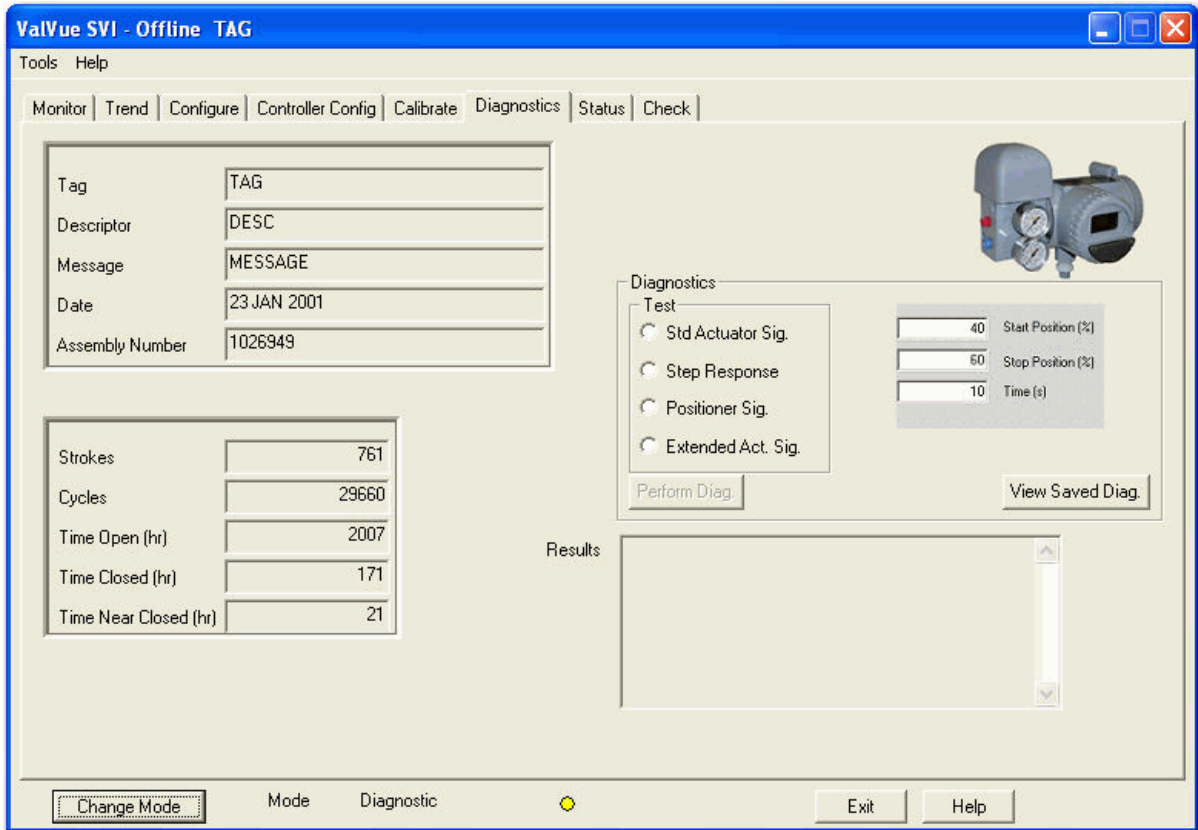 ValVue SVI - Offline TAG
Tools Help
Monitor Trend Configure Controller Config Calibrate Diagnostics Status Check
Tag TAG
Descriptor DESC
Message MESSAGE
Date 23 JAN 2001
Assembly Number 1026949
Strokes 761
Cycles 29660
Time Open (hr) 2007
Time Closed (hr) 171
Time Near Closed (hr) 21
Diagnostics
Test
Std Actuator Sig.
Step Response
Positioner Sig.
Extended Act. Sig.
40 Start Position (%)
60 Stop Position (%)
10 Time (s)
Perform Diag. View Saved Diag.
Results
Change Mode Mode Diagnostic Exit Help